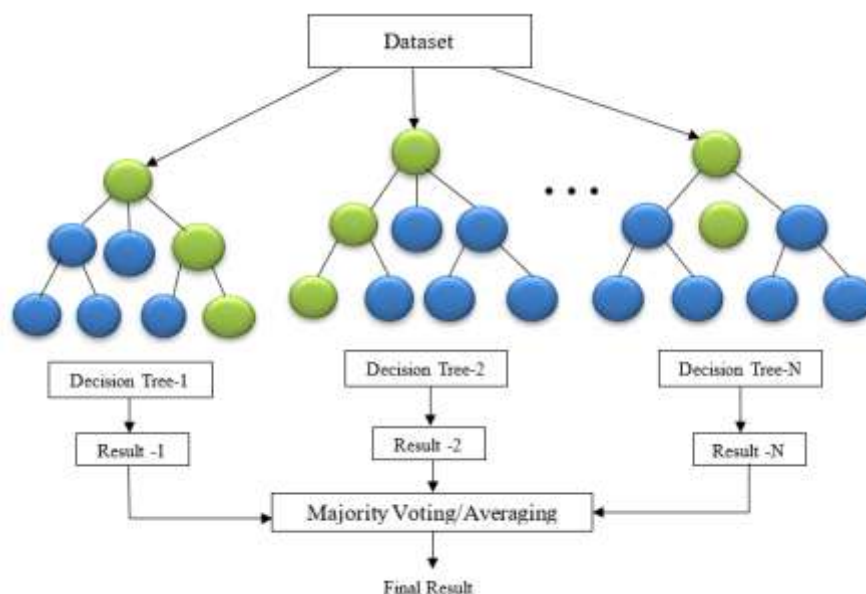 Dataset
Decision Tree-1
Decision Tree-2
Decision Tree-N
Result -1
Result -2
Result -N
Majority Voting/Averaging
Final Result